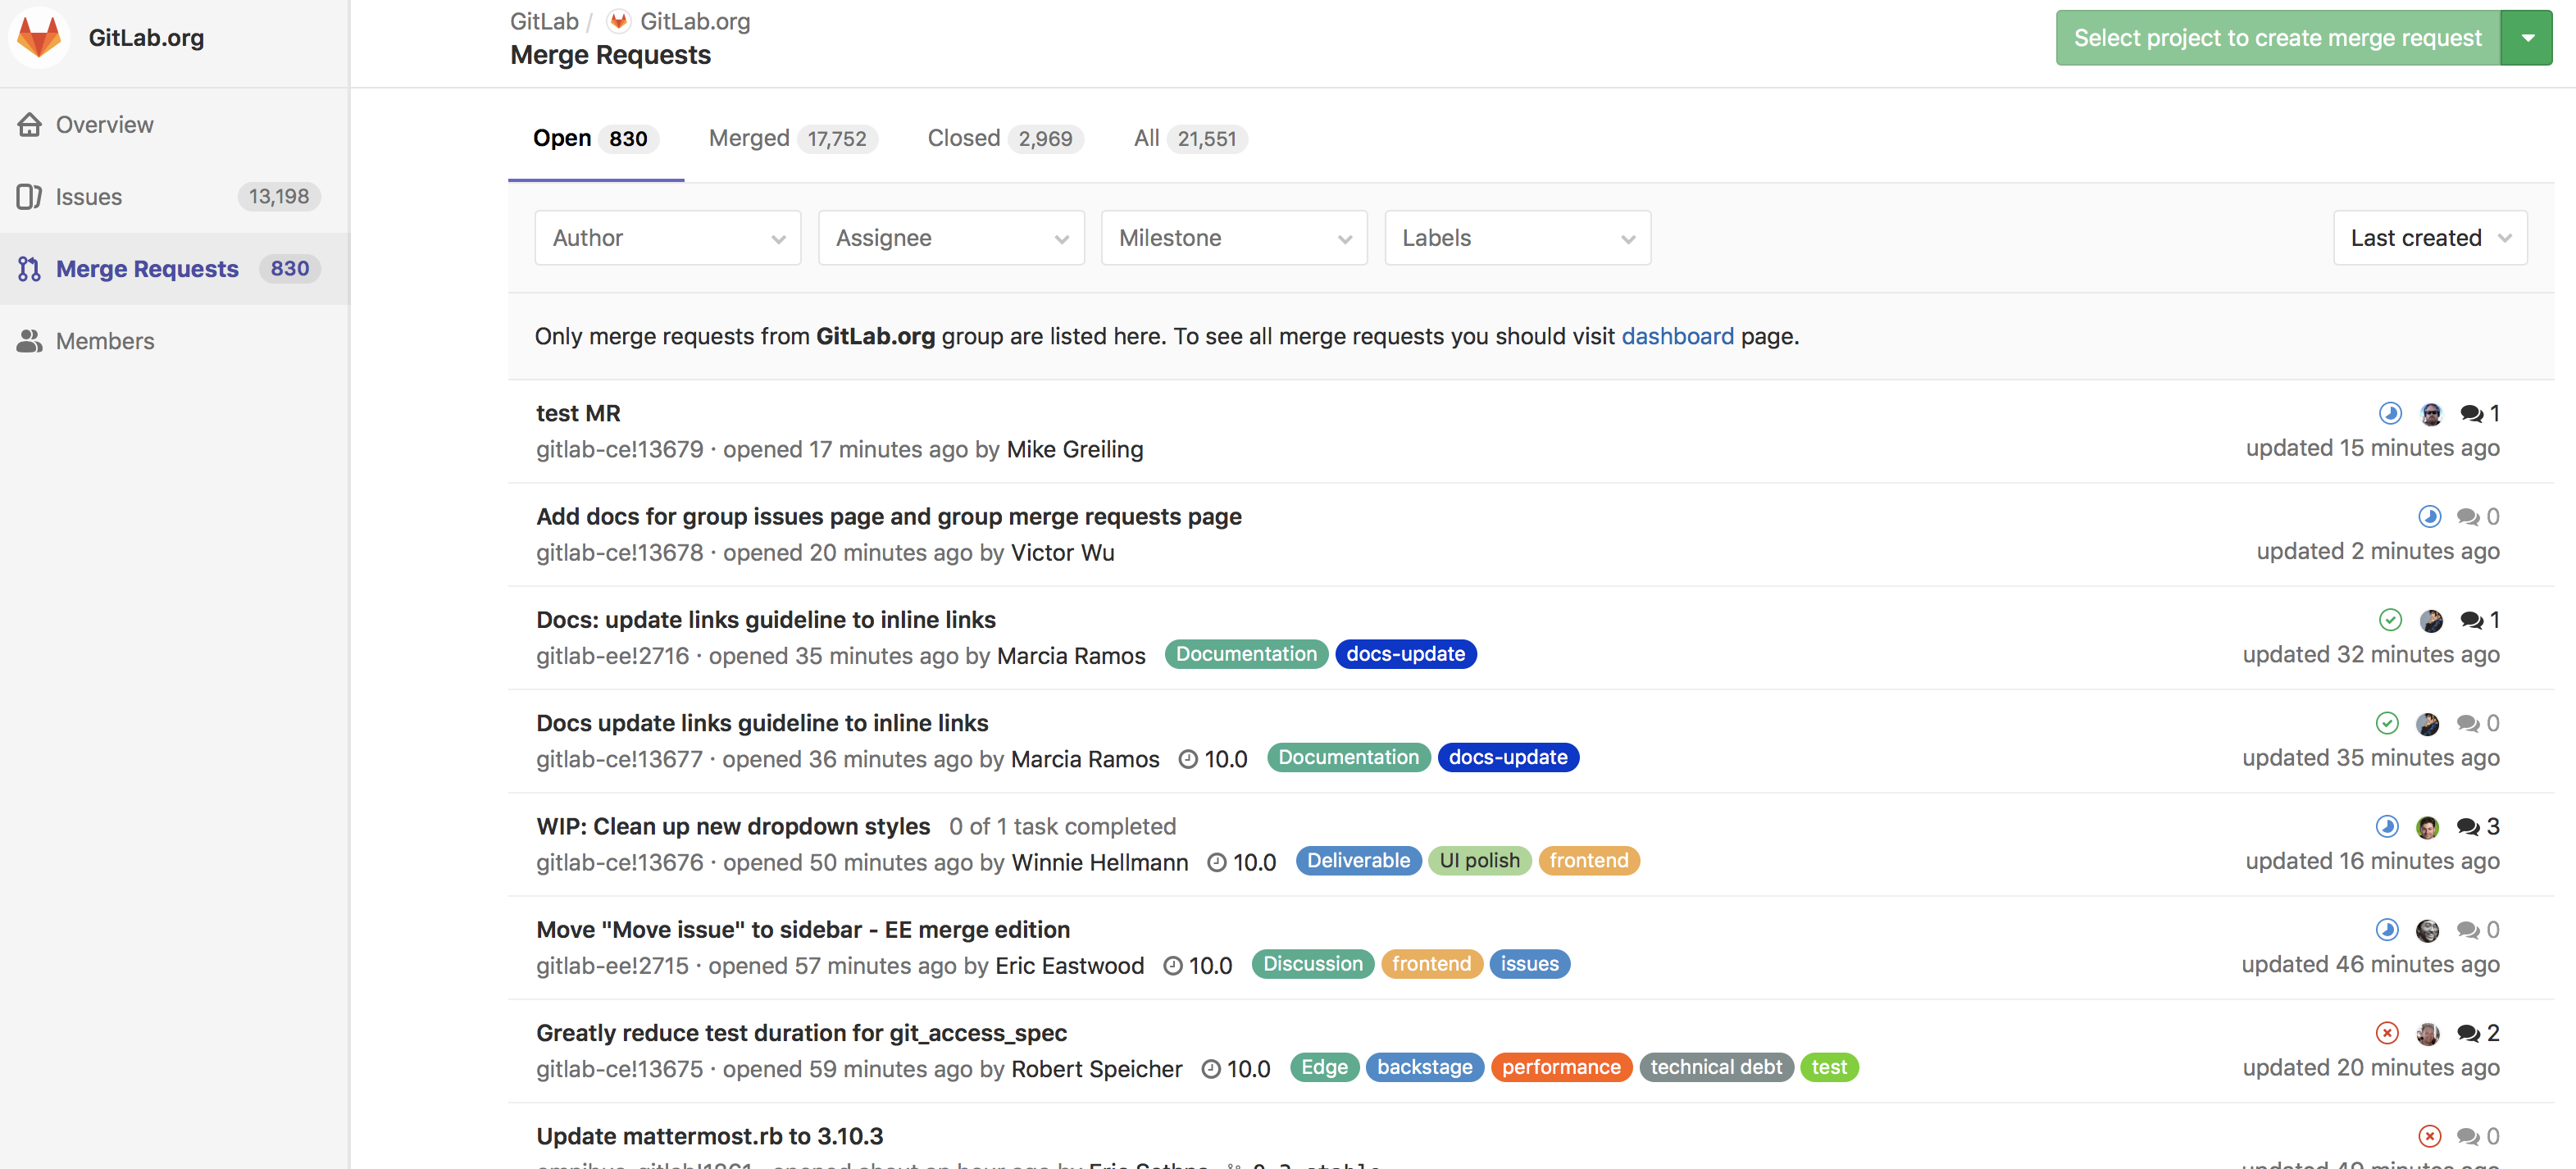 GitLab.org
GitLab / GitLab.org
Merge Requests
Select project to create merge request
Overview
Issues 13,198
Merge Requests 830
Members
Open 830 Merged 17,752 Closed 2,969 All 21,551
Author Assignee Milestone Labels Last created
Only merge requests from GitLab.org group are listed here. To see all merge requests you should visit dashboard page.
test MR 1
gitlab-ce!13679 · opened 17 minutes ago by Mike Greiling updated 15 minutes ago
Add docs for group issues page and group merge requests page 0
gitlab-ce!13678 · opened 20 minutes ago by Victor Wu updated 2 minutes ago
Docs: update links guideline to inline links 1
gitlab-ee!2716 · opened 35 minutes ago by Marcia Ramos Documentation docs-update updated 32 minutes ago
Docs update links guideline to inline links 0
gitlab-ce!13677 · opened 36 minutes ago by Marcia Ramos 10.0 Documentation docs-update updated 35 minutes ago
WIP: Clean up new dropdown styles 0 of 1 task completed 3
gitlab-ce!13676 · opened 50 minutes ago by Winnie Hellmann 10.0 Deliverable UI polish frontend updated 16 minutes ago
Move "Move issue" to sidebar - EE merge edition 0
gitlab-ee!2715 · opened 57 minutes ago by Eric Eastwood 10.0 Discussion frontend issues updated 46 minutes ago
Greatly reduce test duration for git_access_spec 2
gitlab-ce!13675 · opened 59 minutes ago by Robert Speicher 10.0 Edge backstage performance technical debt test updated 20 minutes ago
Update mattermost.rb to 3.10.3 0
opened about an hour ago by updated 49 minutes ago